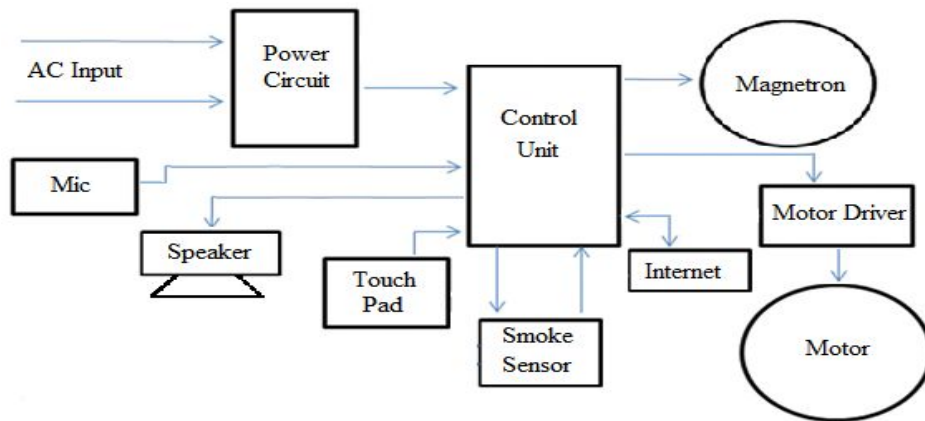 AC Input
Power
Circuit
Control
Unit
Magnetron
Mic
Motor Driver
Speaker
Touch
Pad
Internet
Smoke
Sensor
Motor